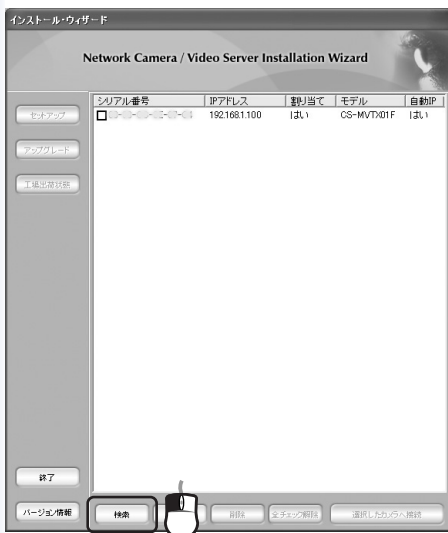 インストール・ウィザード
Network Camera / Video Server Installation Wizard
シリアル番号 IPアドレス 割り当て モデル 自動IP
192.168.1.100 はい CS-MVTX01F はい
セットアップ
アップグレード
工場出荷状態
終了
バージョン情報 検索 削除 全チェック解除 選択したカメラへ接続